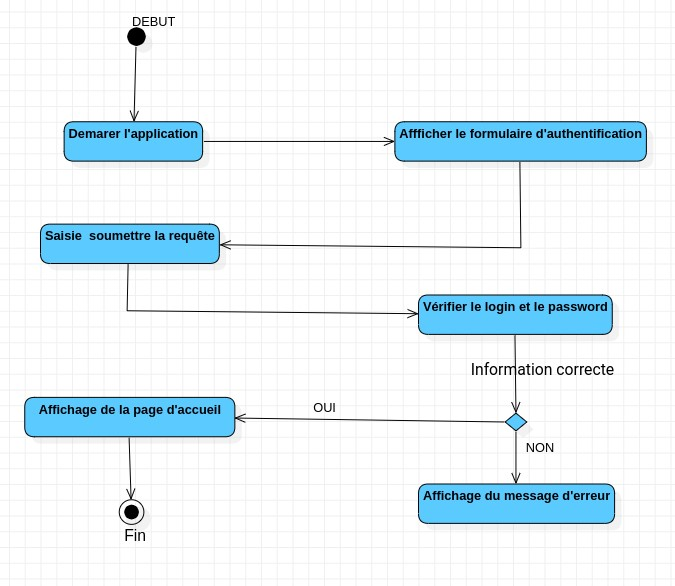 DEBUT
Demarer l'application
Affficher le formulaire d'authentification
Saisie  soumettre la requête
Vérifier le login et le password
Information correcte
OUI
Affichage de la page d'accueil
NON
Affichage du message d'erreur
Fin